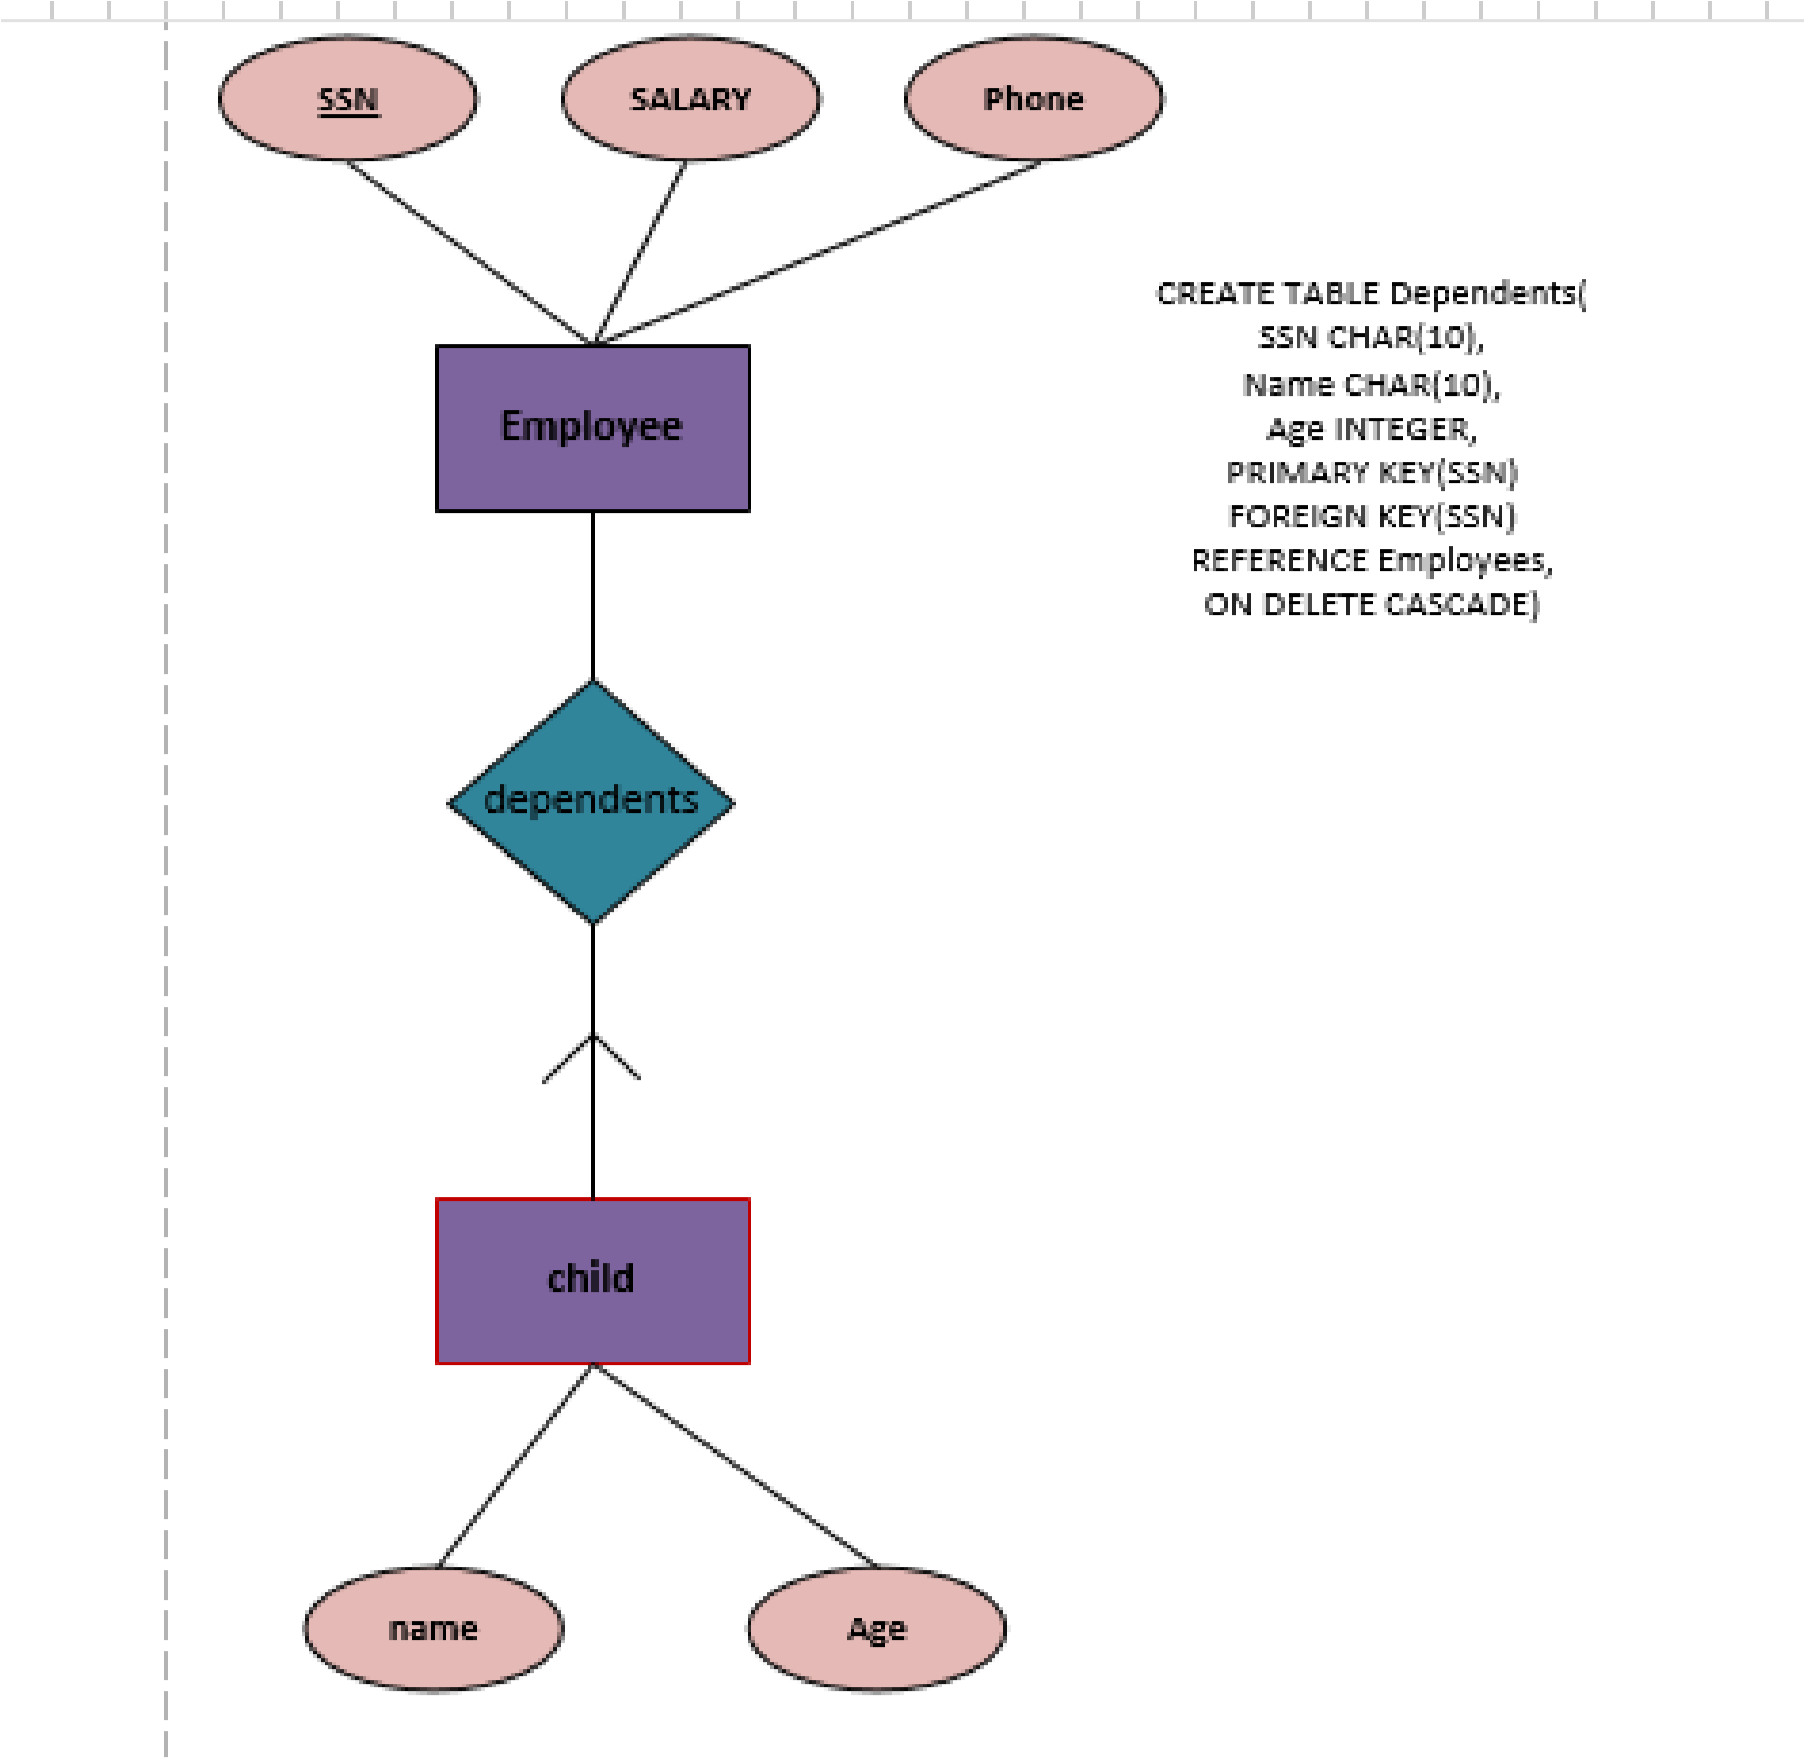 SSN
SALARY
Phone
CREATE TABLE Dependents(
SSN CHAR(10),
Name CHAR(10),
Age INTEGER,
PRIMARY KEY(SSN)
FOREIGN KEY(SSN)
REFERENCE Employees,
ON DELETE CASCADE)
Employee
dependents
child
name
Age